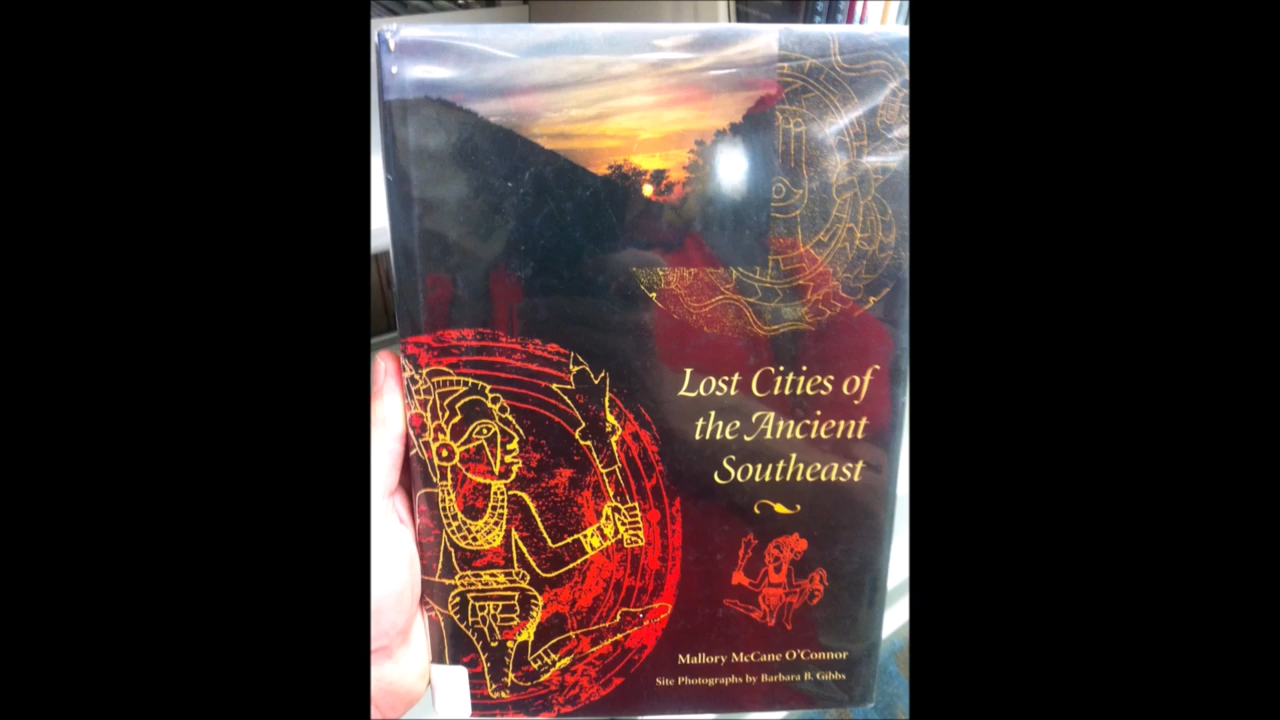 Lost Cities of
the Ancient
Southeast
Mallory McCane O'Connor
Site Photographs by Barbara B. Gibbs